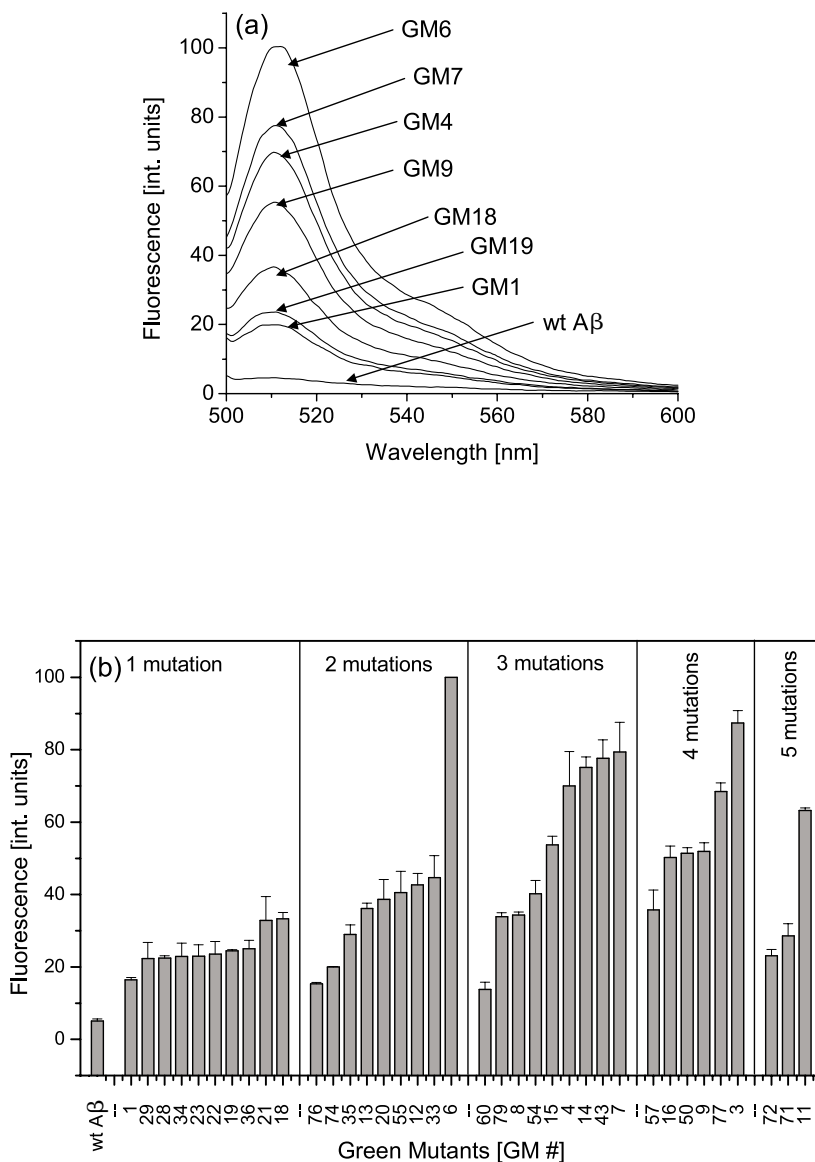 (a)
GM6
GM7
GM4
GM9
GM18
GM19
GM1
wt Aβ
Fluorescence [int. units]
100
80
60
40
20
0
500 520 540 560 580 600
Wavelength [nm]
(b) 1 mutation 2 mutations 3 mutations 4 mutations 5 mutations
Fluorescence [int. units]
100
80
60
40
20
0
wt Aβ -- 1 29 28 34 23 22 19 36 21 18 -- 76 74 35 13 20 55 12 33 6 -- 60 79 8 54 15 4 14 43 7 -- 57 16 50 9 77 3 -- 72 71 11
Green Mutants [GM #]